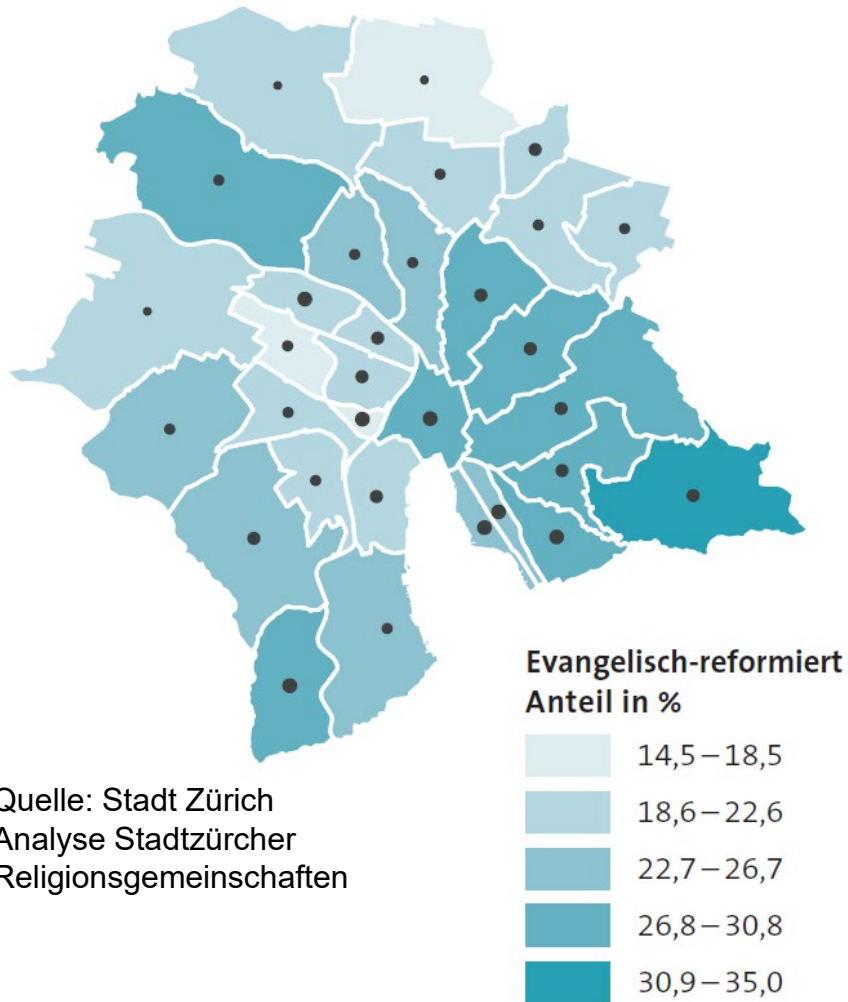 Evangelisch-reformiert
Anteil in %
14,5–18,5
18,6–22,6
22,7–26,7
26,8–30,8
30,9–35,0
Quelle: Stadt Zürich
Analyse Stadtzürcher
Religionsgemeinschaften